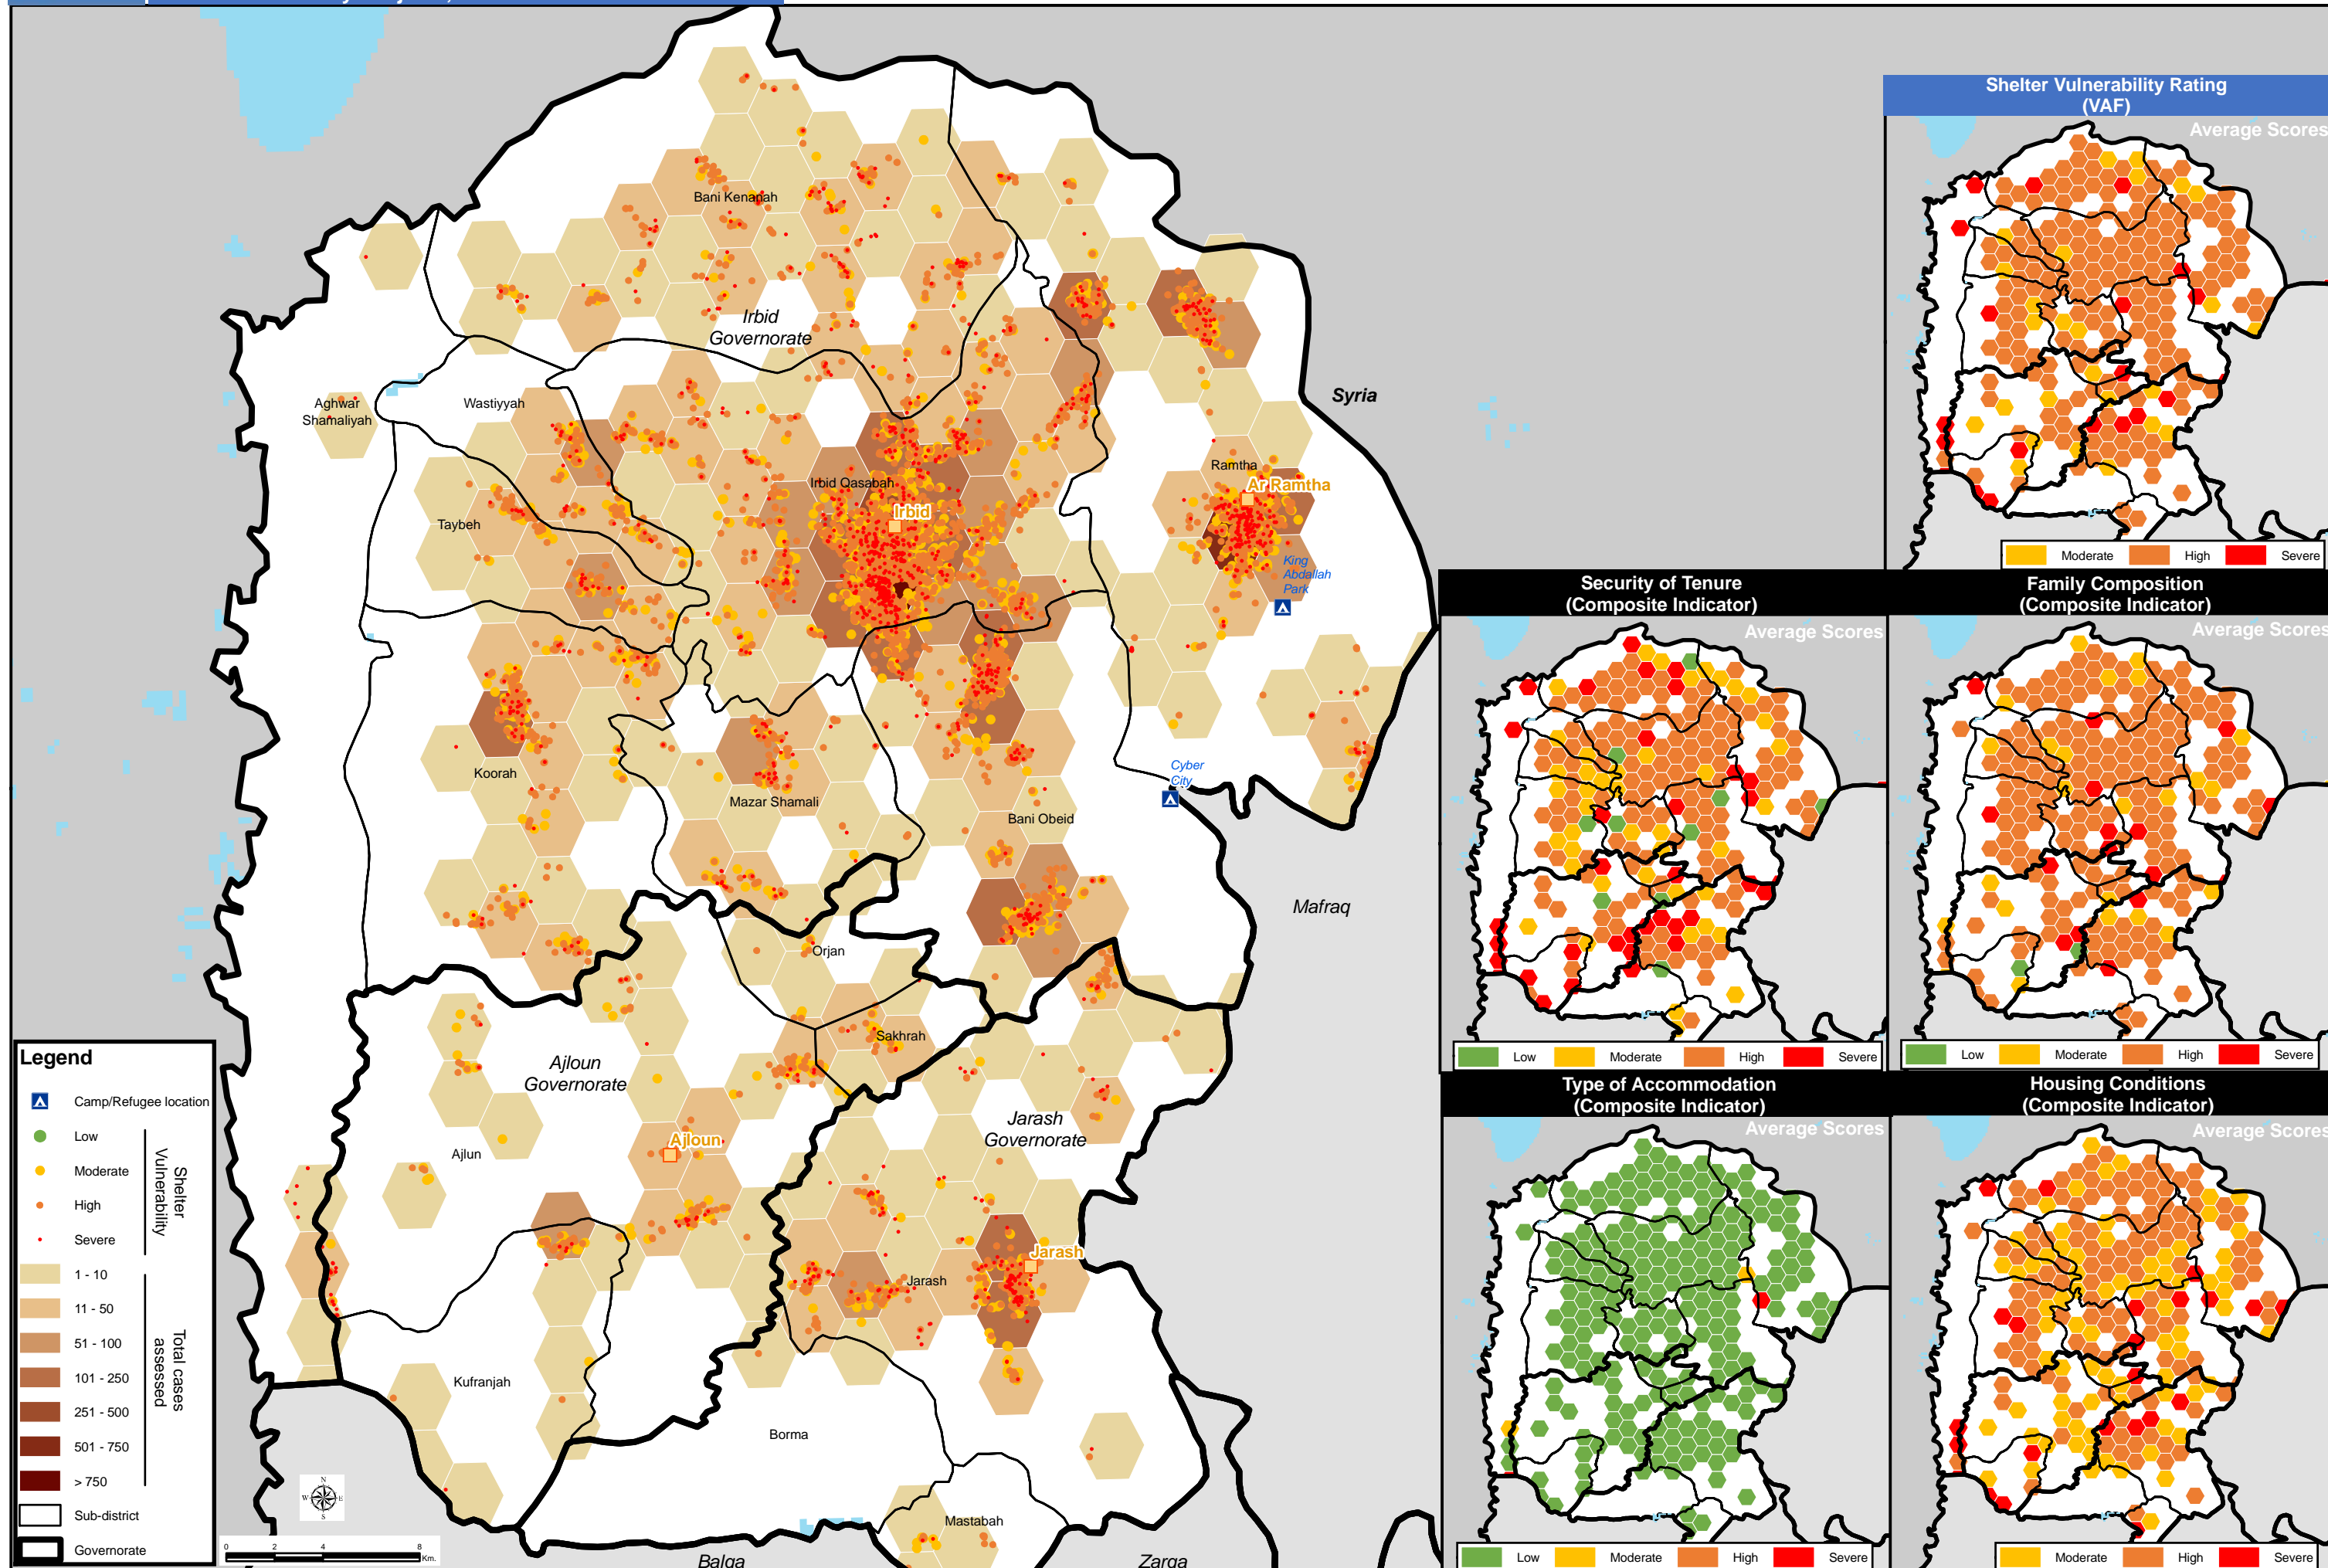 Bani Kenanah
Irbid
Governorate
Syria
Aghwar
Shamaliyah
Wastiyyah
Ramtha
Irbid Qasabah
Ar Ramtha
Irbid
Taybeh
King
Abdallah
Park
Cyber
City
Koorah
Mazar Shamali
Bani Obeid
Mafraq
Orjan
Sakhrah
Ajloun
Governorate
Jarash
Governorate
Ajloun
Ajlun
Jarash
Jarash
Kufranjah
Borma
Mastabah
Balqa
Zarqa
Legend
Camp/Refugee location
Low
Moderate
High
Severe
Shelter
Vulnerability
1 - 10
11 - 50
51 - 100
101 - 250
251 - 500
501 - 750
> 750
Total cases
assessed
Sub-district
Governorate
N
W E
S
0 2 4 8
Km.
Shelter Vulnerability Rating
(VAF)
Average Scores
Moderate High Severe
Security of Tenure
(Composite Indicator)
Average Scores
Low Moderate High Severe
Family Composition
(Composite Indicator)
Average Scores
Low Moderate High Severe
Type of Accommodation
(Composite Indicator)
Average Scores
Low Moderate High Severe
Housing Conditions
(Composite Indicator)
Average Scores
Moderate High Severe